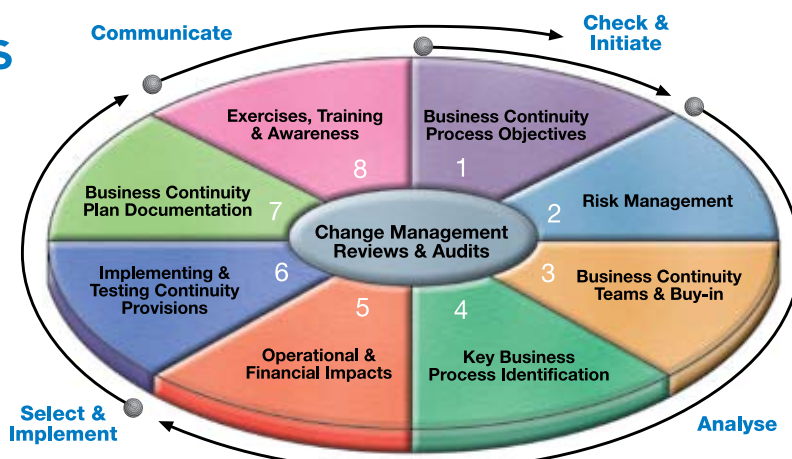 Communicate
Check &
Initiate
s
Exercises, Training
& Awareness
8
Business Continuity
Process Objectives
1
Business Continuity
Plan Documentation 7
2 Risk Management
Change Management
Reviews & Audits
Implementing &
Testing Continuity
Provisions
6
3 Business Continuity
Teams & Buy-in
5
Operational &
Financial Impacts
4
Key Business
Process Identification
Select &
Implement
Analyse